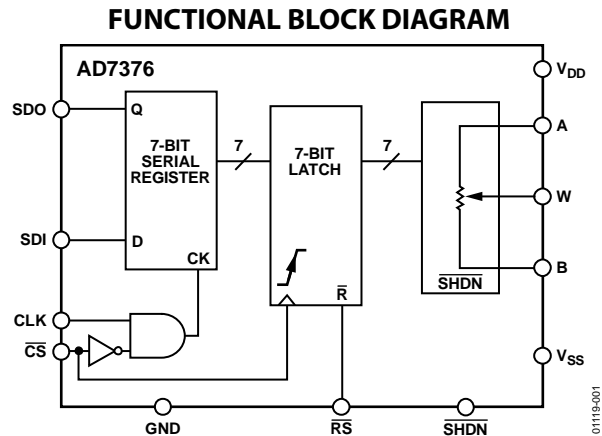 FUNCTIONAL BLOCK DIAGRAM
AD7376
VDD
SDO
Q
A
7-BIT
SERIAL
REGISTER
7
7-BIT
LATCH
7
W
SDI
D
CK
B
SHDN
R
CLK
CS
VSS
GND
RS
SHDN
01119-001